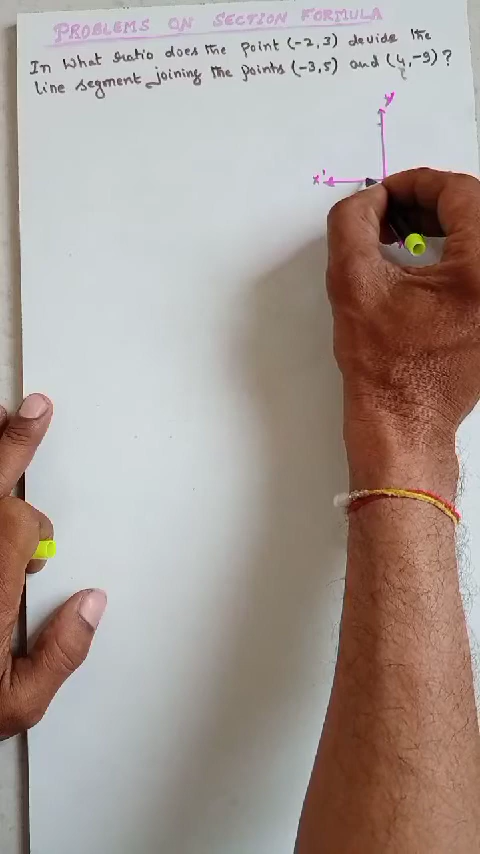 PROBLEMS ON SECTION FORMULA
In What ratio does the point (-2,3) devide the
line segment joining the points (-3,5) and (4,-9)?
y
x'